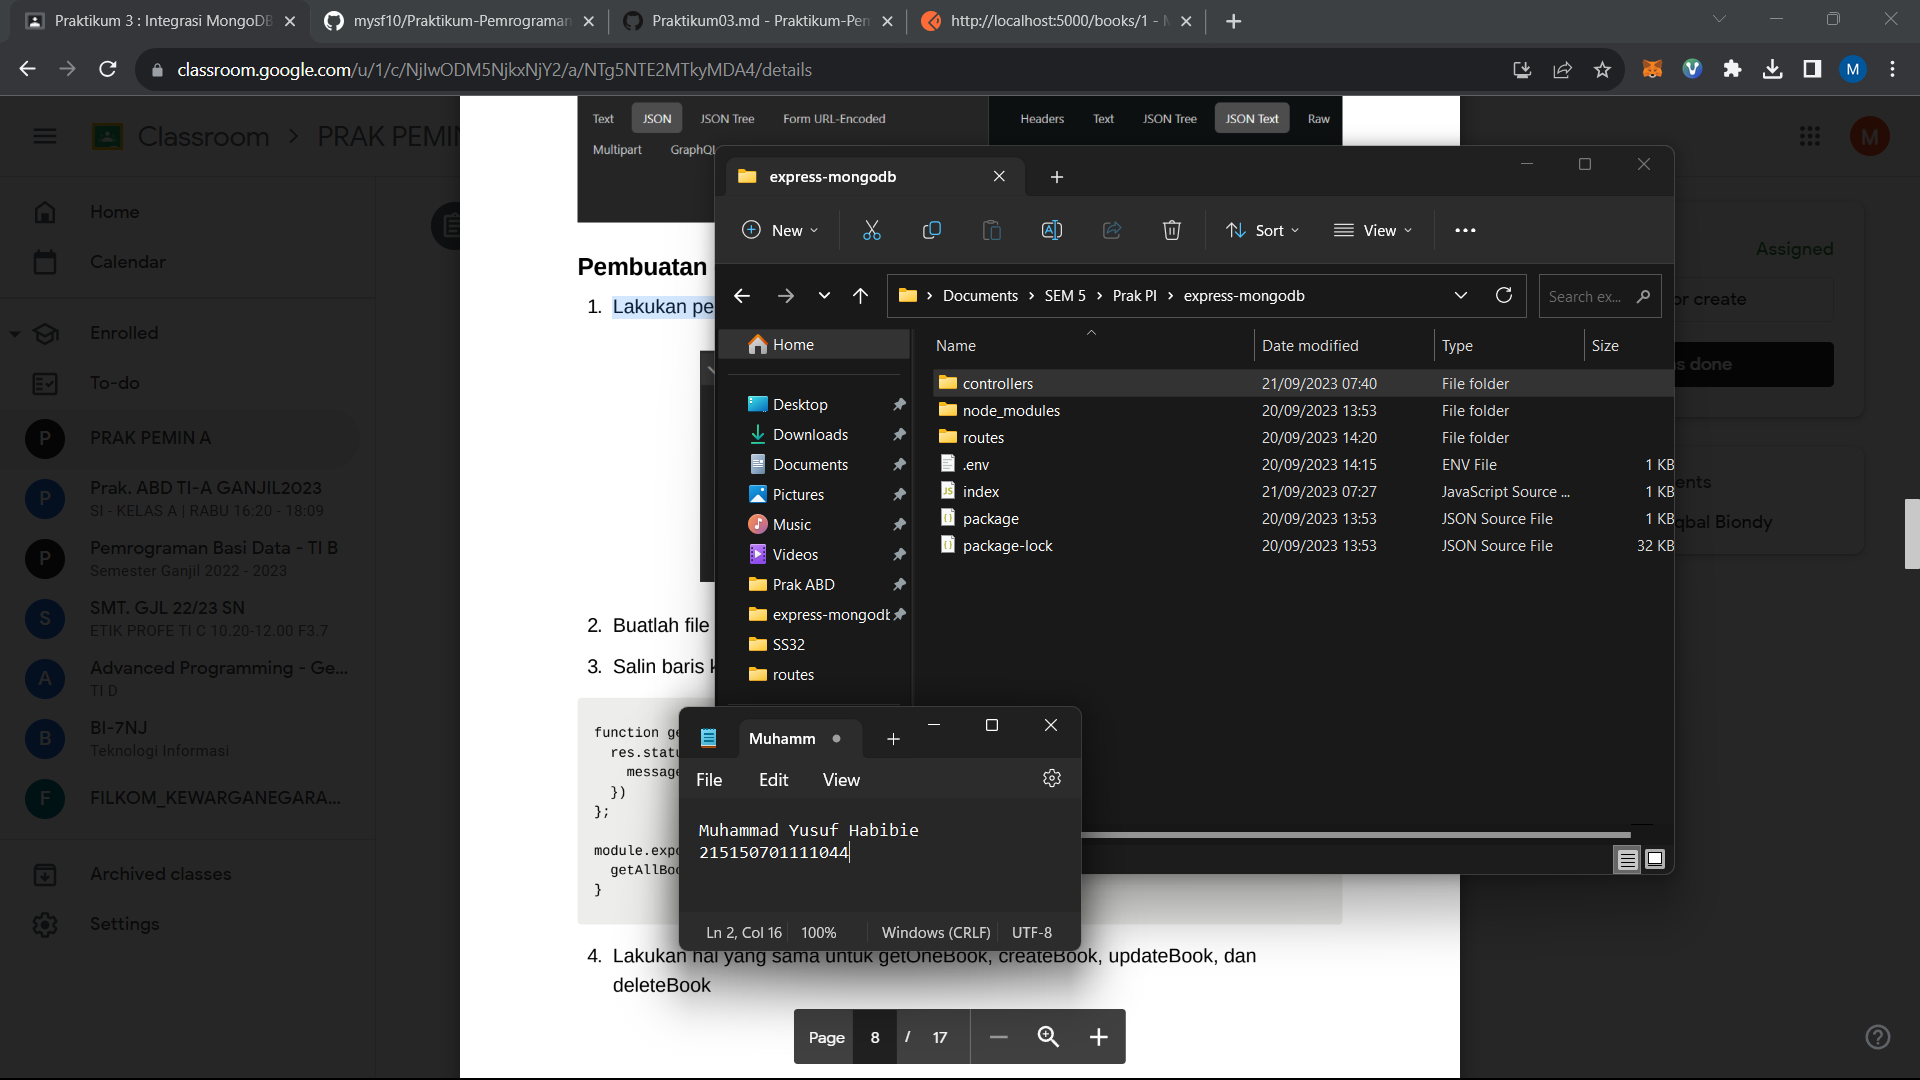 Praktikum 3 : Integrasi MongoDB
mysf10/Praktikum-Pemrograman
Praktikum03.md - Praktikum-Pem
http://localhost:5000/books/1 - M
classroom.google.com/u/1/c/NjIwODM5NjkxNjY2/a/NTg5NTE2MTkyMDA4/details
M
Classroom > PRAK PEMIN
M
Home
Calendar
Enrolled
To-do
P PRAK PEMIN A
P Prak. ABD TI-A GANJIL2023
SI - KELAS A | RABU 16:20 - 18:09
P Pemrograman Basi Data - TI B
Semester Ganjil 2022 - 2023
S SMT. GJL 22/23 SN
ETIK PROFE TI C 10.20-12.00 F3.7
A Advanced Programming - Ge...
TI D
B BI-7NJ
Teknologi Informasi
F FILKOM_KEWARGANEGARA...
Archived classes
Settings
Text JSON JSON Tree Form URL-Encoded
Multipart GraphQL
Headers Text JSON Tree JSON Text Raw
Pembuatan
1. Lakukan pe
2. Buatlah file
3. Salin baris k
function ge
res.statu
message
})
};
module.expo
getAllBoo
}
4. Lakukan hal yang sama untuk getOneBook, createBook, updateBook, dan
deleteBook
Page 8 / 17
express-mongodb
New Sort View
Documents > SEM 5 > Prak PI > express-mongodb
Search ex...
Home
Desktop
Downloads
Documents
Pictures
Music
Videos
Prak ABD
express-mongodb
SS32
routes
Name Date modified Type Size
controllers 21/09/2023 07:40 File folder
node_modules 20/09/2023 13:53 File folder
routes 20/09/2023 14:20 File folder
.env 20/09/2023 14:15 ENV File 1 KB
index 21/09/2023 07:27 JavaScript Source ... 1 KB
package 20/09/2023 13:53 JSON Source File 1 KB
package-lock 20/09/2023 13:53 JSON Source File 32 KB
Muhamm
File Edit View
Muhammad Yusuf Habibie
215150701111044
Ln 2, Col 16 100% Windows (CRLF) UTF-8
Assigned
or create
s done
ents
qbal Biondy